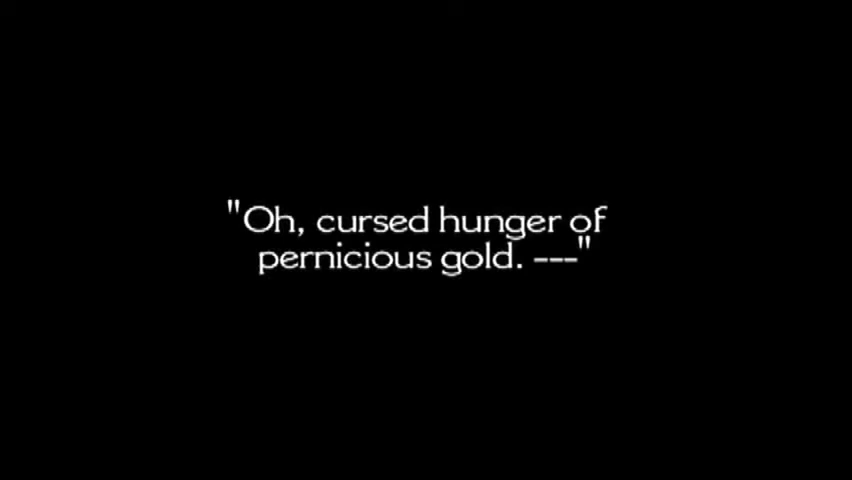 "Oh, cursed hunger of
pernicious gold. ---"